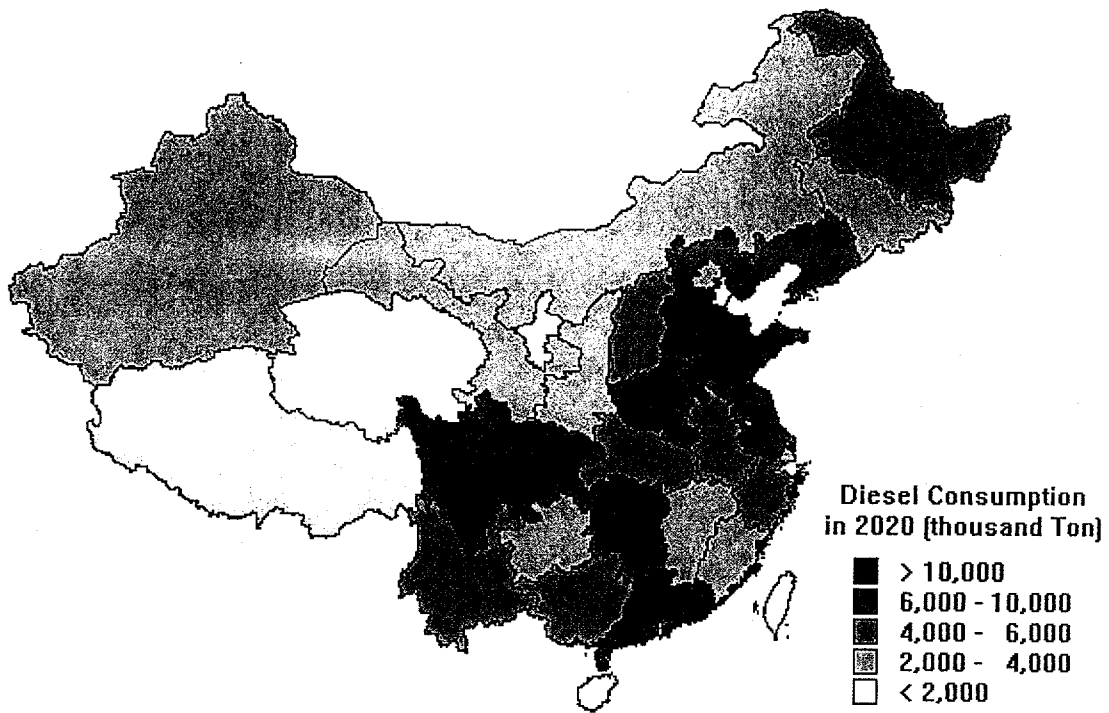 Diesel Consumption
in 2020 (thousand Ton)
> 10,000
6,000 - 10,000
4,000 - 6,000
2,000 - 4,000
< 2,000